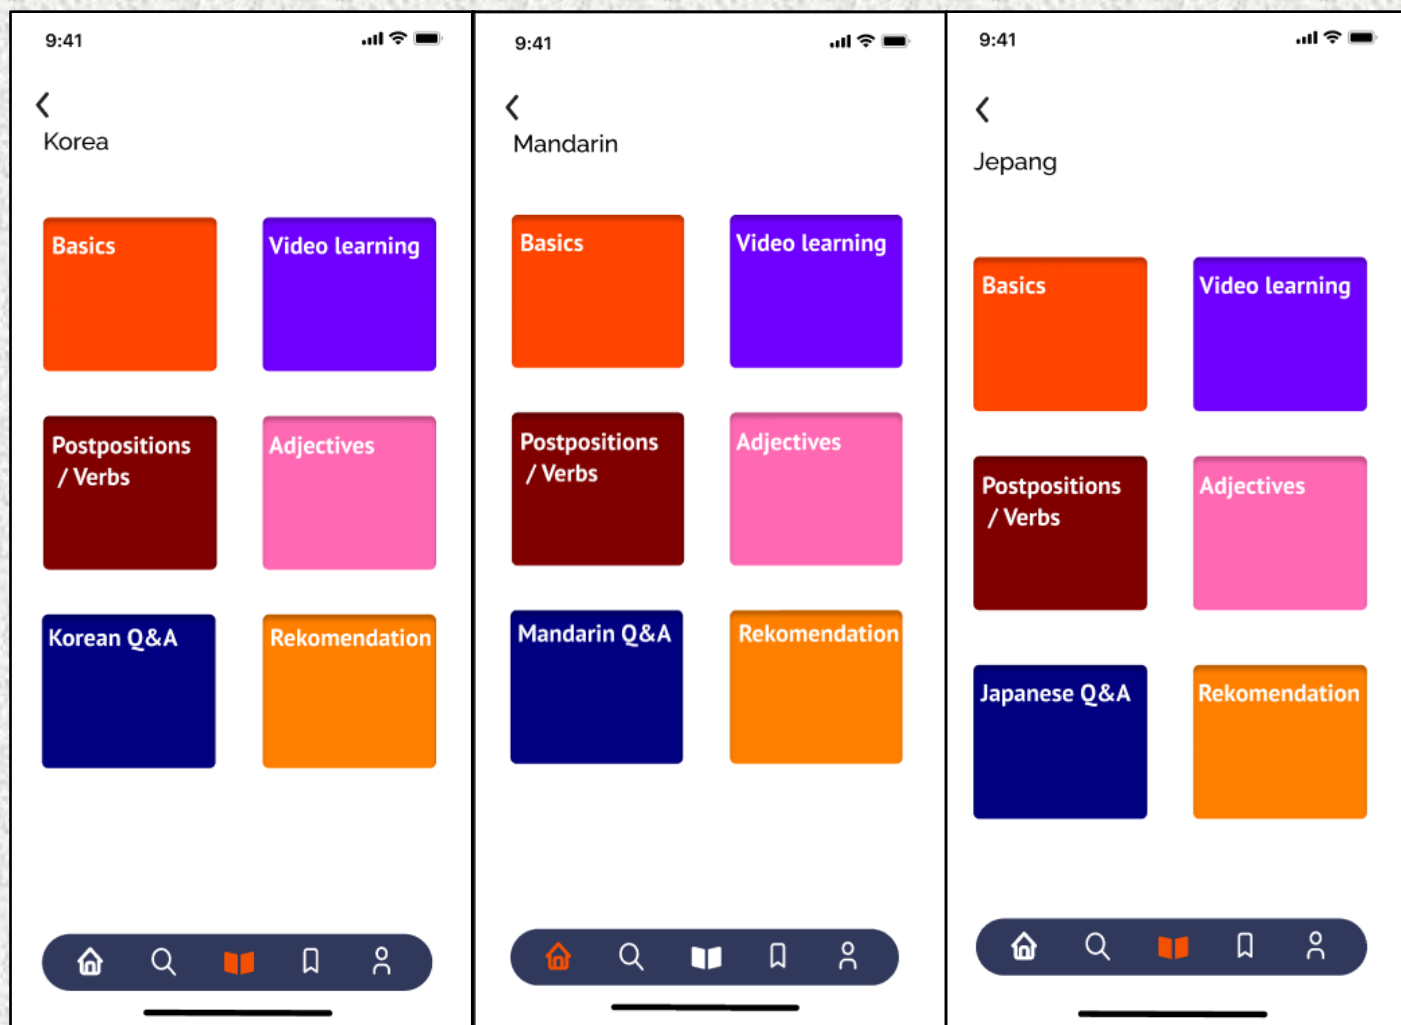 9:41
Korea
Basics
Video learning
Postpositions
/ Verbs
Adjectives
Korean Q&A
Rekomendation
9:41
Mandarin
Basics
Video learning
Postpositions
/ Verbs
Adjectives
Mandarin Q&A
Rekomendation
9:41
Jepang
Basics
Video learning
Postpositions
/ Verbs
Adjectives
Japanese Q&A
Rekomendation